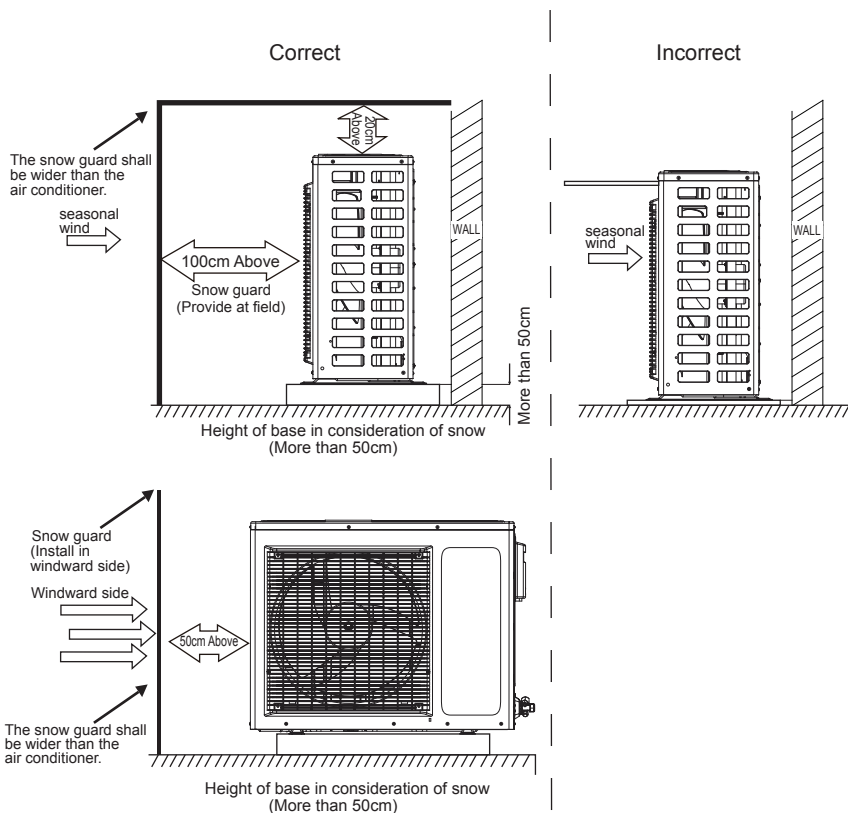 Correct
Incorrect
20cm
Above
The snow guard shall
be wider than the
air conditioner.
seasonal
wind
100cm Above
Snow guard
(Provide at field)
WALL
More than 50cm
seasonal
wind
WALL
Height of base in consideration of snow
(More than 50cm)
Snow guard
(Install in
windward side)
Windward side
50cm Above
The snow guard shall
be wider than the
air conditioner.
Height of base in consideration of snow
(More than 50cm)